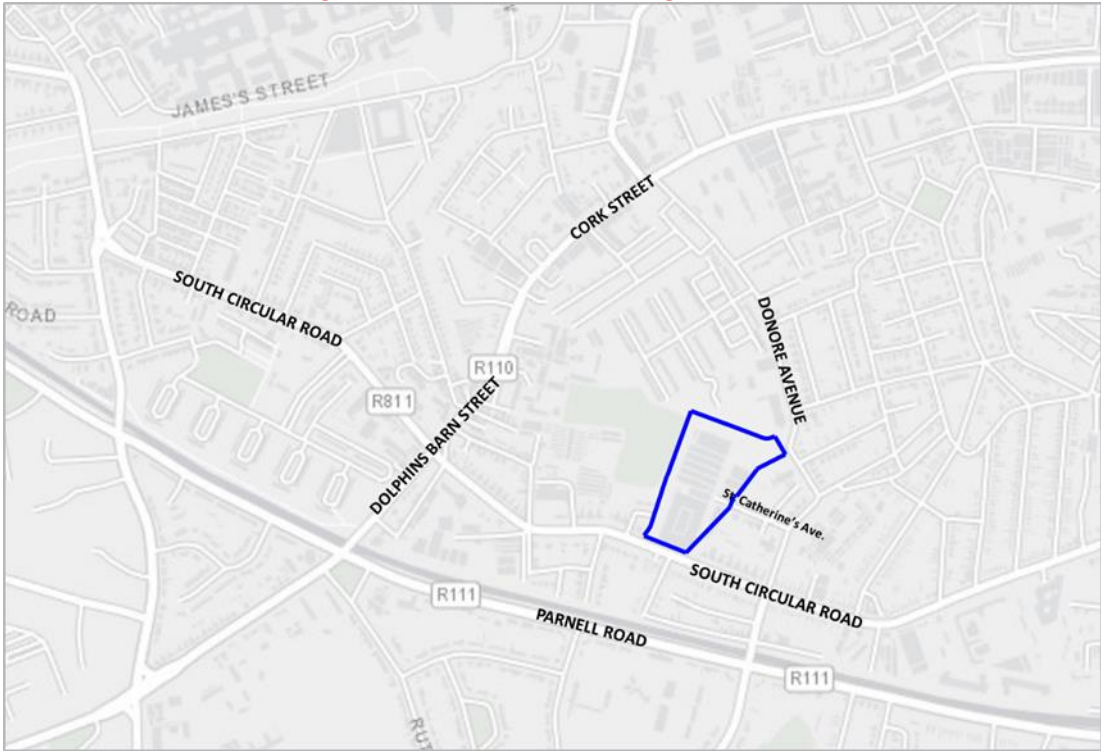 JAMES'S STREET
CORK STREET
SOUTH CIRCULAR ROAD
ROAD
DONORE AVENUE
R110
R811
DOLPHINS BARN STREET
St. Catherine's Ave.
SOUTH CIRCULAR ROAD
R111
PARNELL ROAD
R111